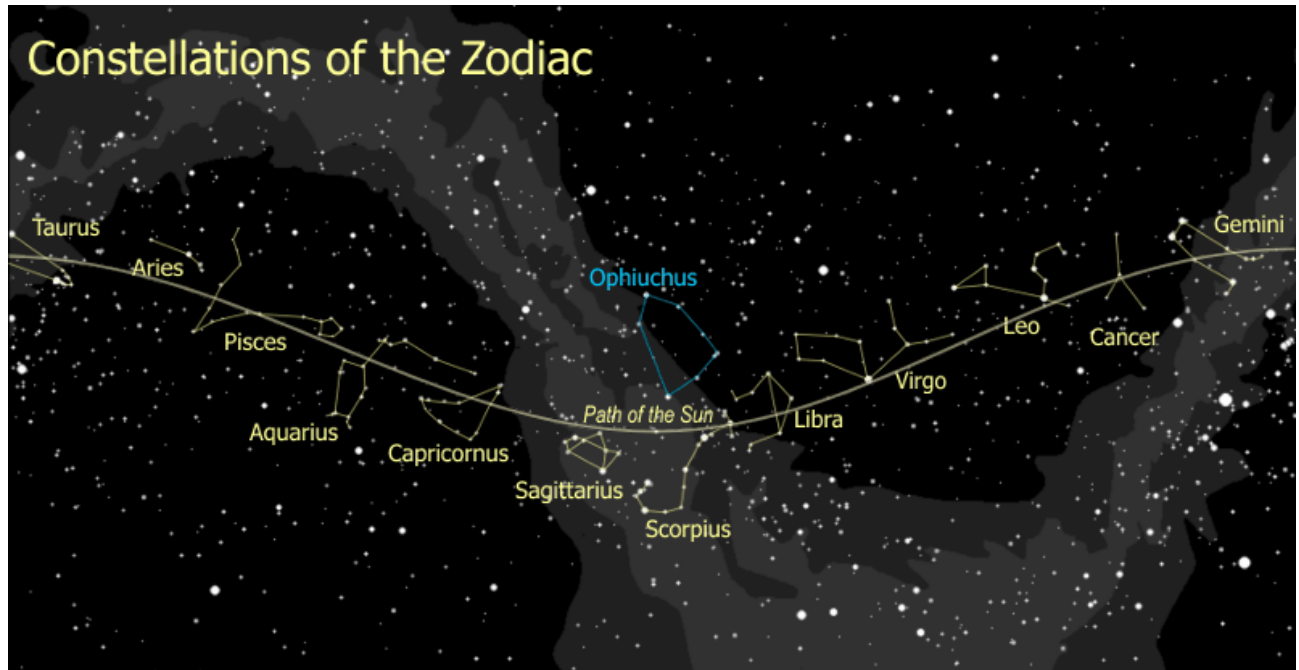 Constellations of the Zodiac
Taurus
Aries
Pisces
Aquarius
Capricornus
Sagittarius
Scorpius
Ophiuchus
Path of the Sun
Libra
Virgo
Leo
Cancer
Gemini